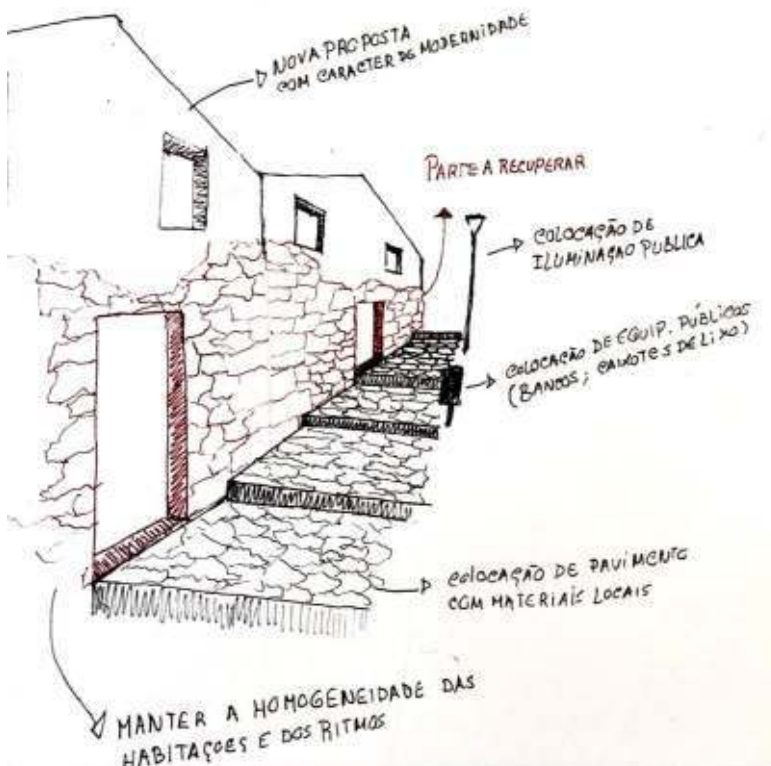 NOVA PROPOSTA
COM CARACTER DE MODERNIDADE
PARTE A RECUPERAR
COLOCAÇÃO DE
ILUMINAÇAO PUBLICA
COLOCAÇÃO DE EQUIP. PÚBLICOS
(BANCOS; CAIXOTES DE LIXO)
COLOCAÇÃO DE PAVIMENTO
COM MATERIAIS LOCAIS
MANTER A HOMOGENEIDADE DAS
HABITAÇOES E DOS RITMOS